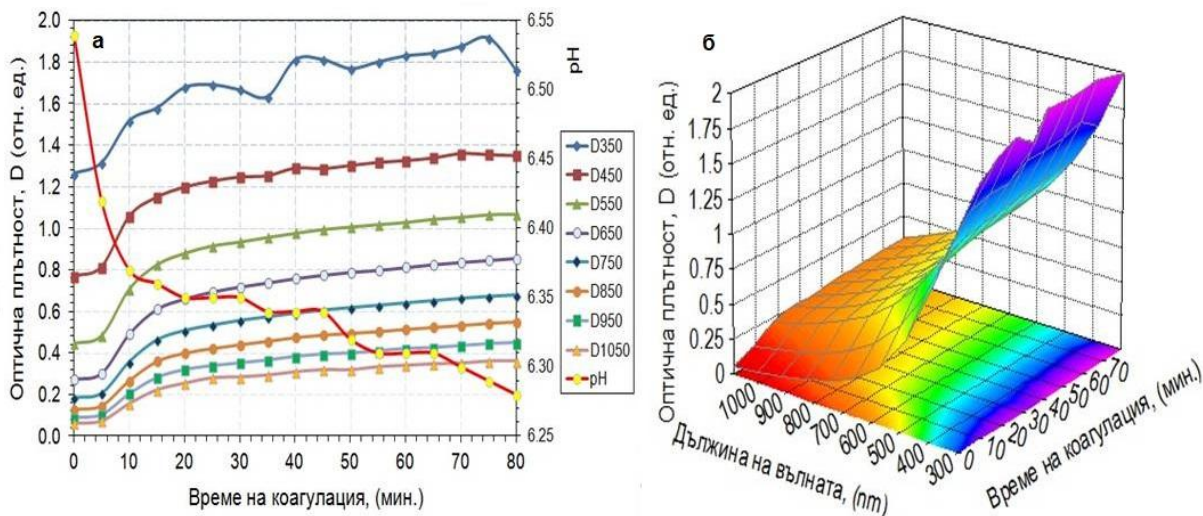 а
Оптична плътност, D (отн. ед.)
2.0
1.8
1.6
1.4
1.2
1.0
0.8
0.6
0.4
0.2
0.0
6.55
6.50
6.45
6.40
6.35
6.30
6.25
pH
0 10 20 30 40 50 60 70 80
Време на коагулация, (мин.)
D350
D450
D550
D650
D750
D850
D950
D1050
pH
б
Оптична плътност, D (отн. ед.)
2
1.75
1.5
1.25
1
0.75
0.5
0.25
0
1000 900 800 700 600 500 400 300
Дължина на вълната, (nm)
0 10 20 30 40 50 60 70
Време на коагулация, (мин.)